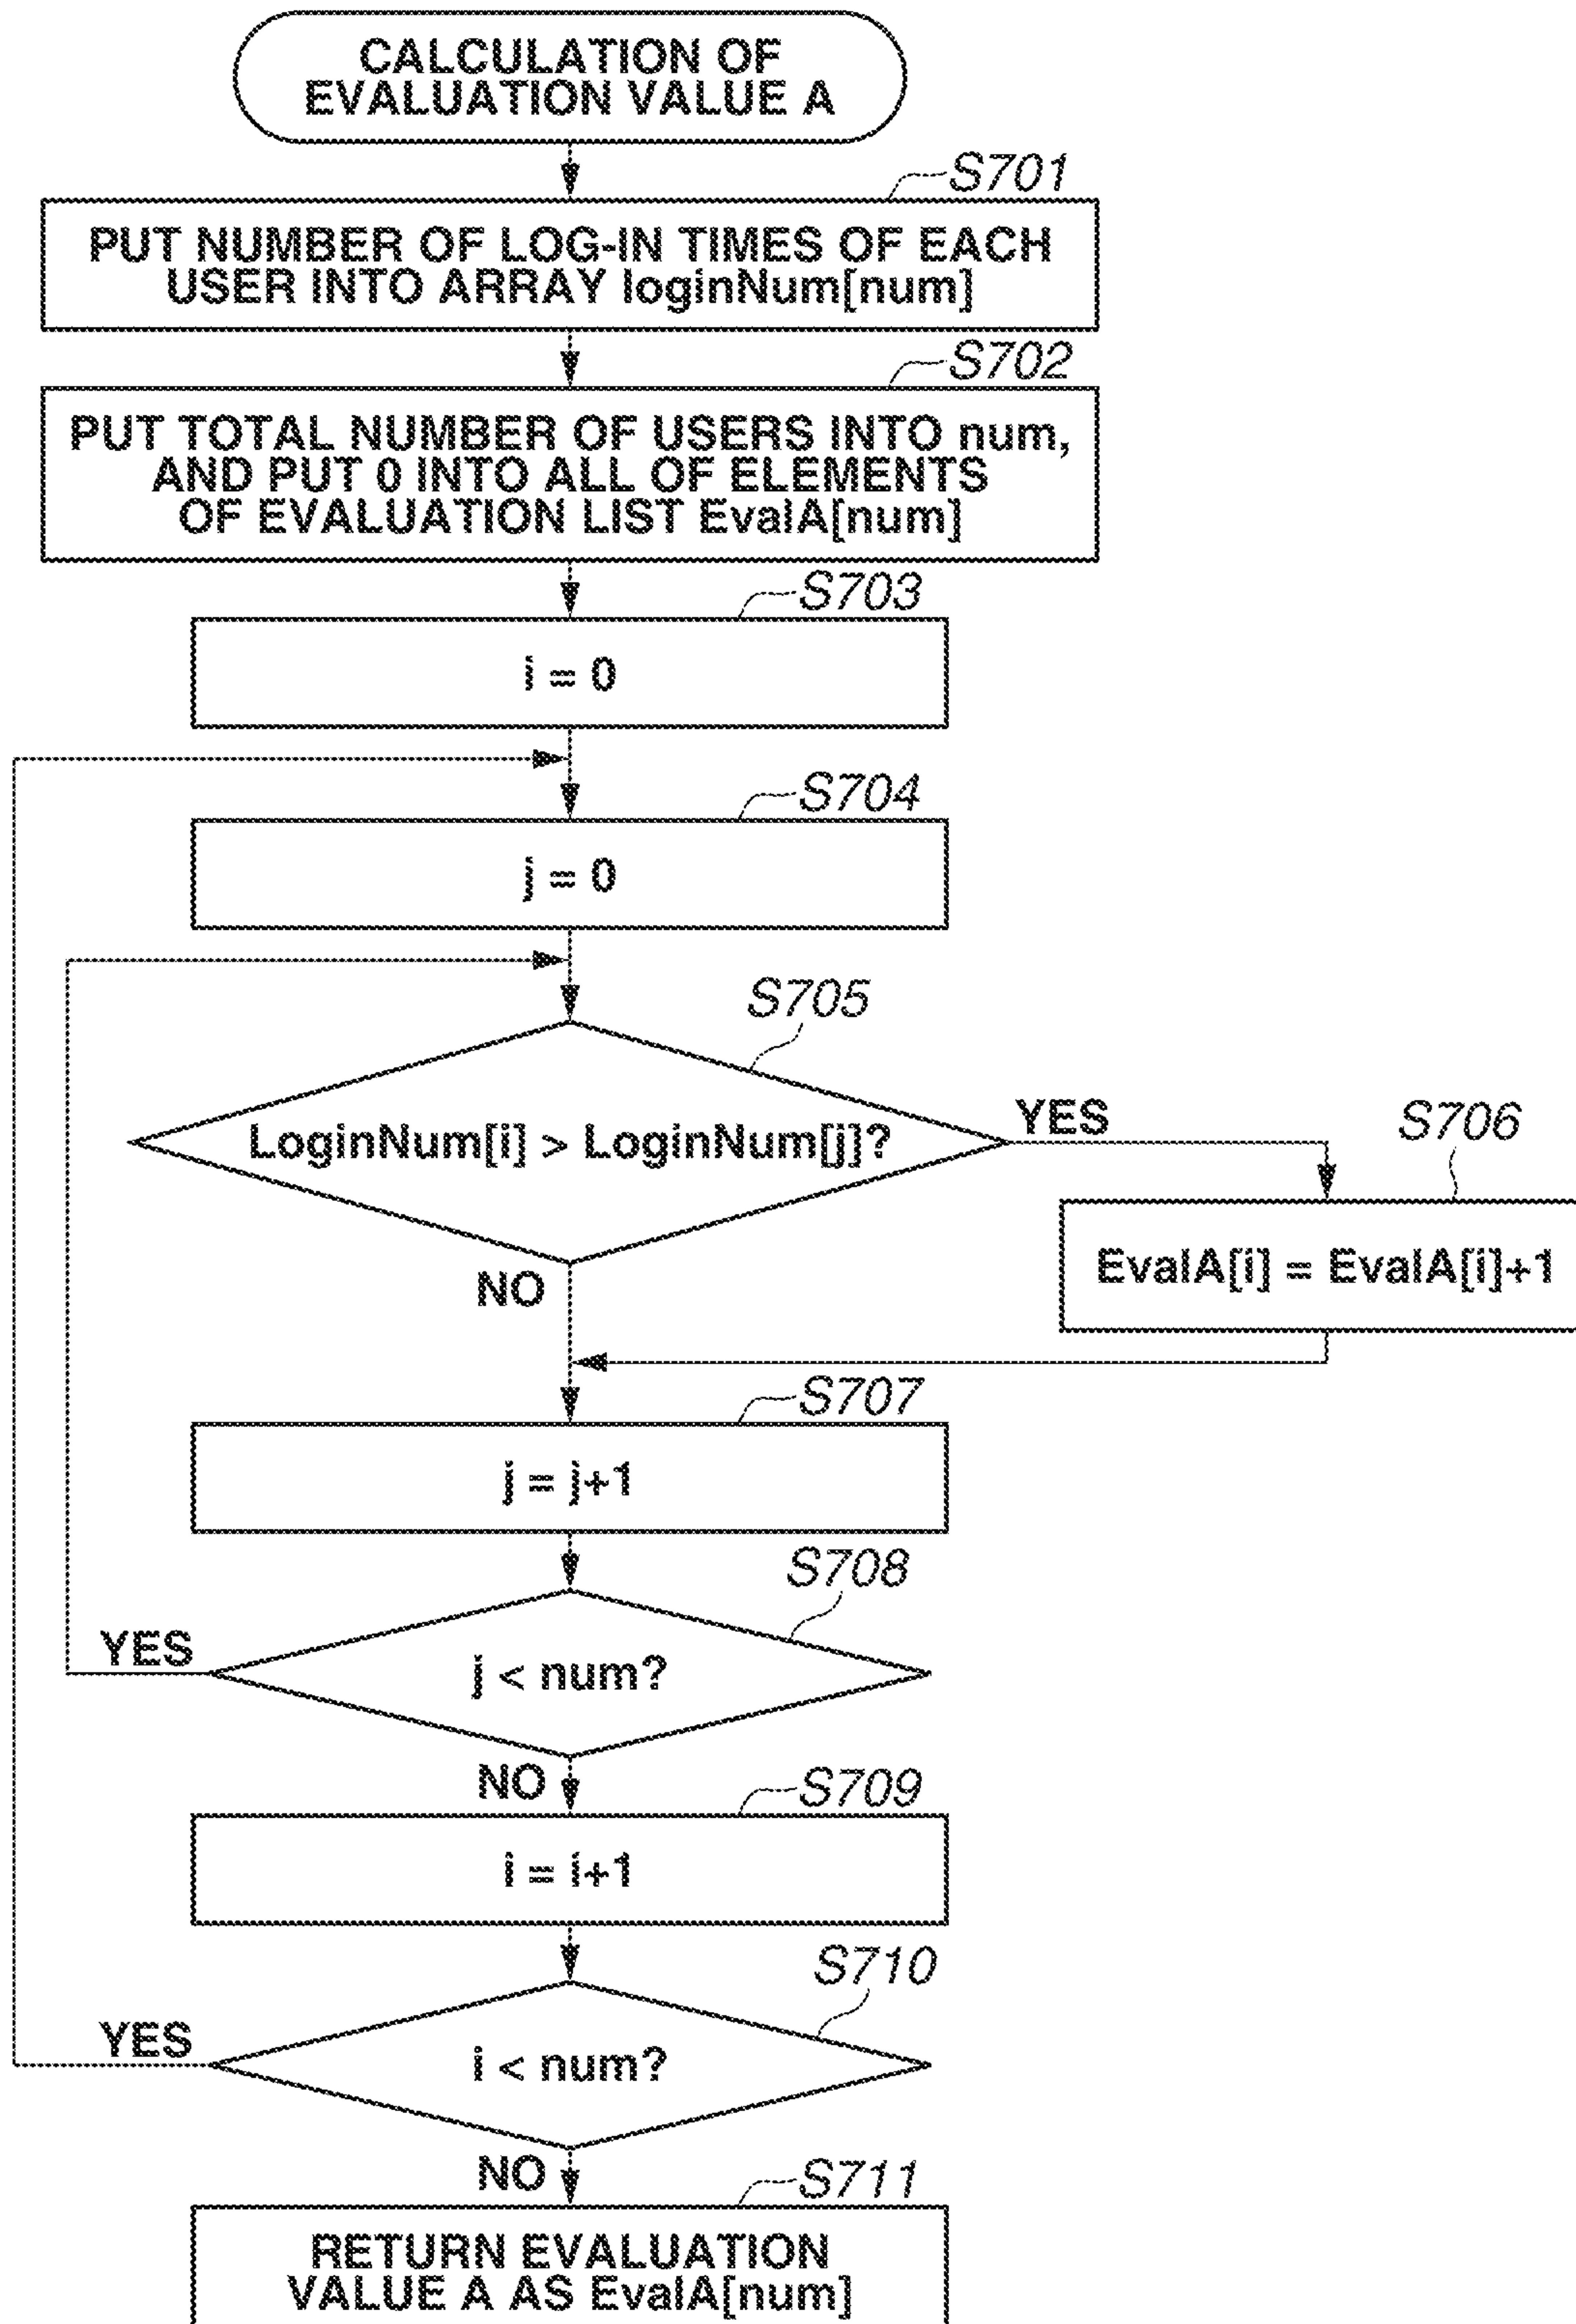 CALCULATION OF
EVALUATION VALUE A
S701
PUT NUMBER OF LOG-IN TIMES OF EACH
USER INTO ARRAY loginNum[num]
S702
PUT TOTAL NUMBER OF USERS INTO num,
AND PUT 0 INTO ALL OF ELEMENTS
OF EVALUATION LIST EvalA[num]
S703
i = 0
S704
j = 0
S705
LoginNum[i] > LoginNum[j]?
YES
S706
EvalA[i] = EvalA[i]+1
NO
S707
j = j+1
S708
j < num?
YES
NO
S709
i = i+1
S710
i < num?
YES
NO
S711
RETURN EVALUATION
VALUE A AS EvalA[num]